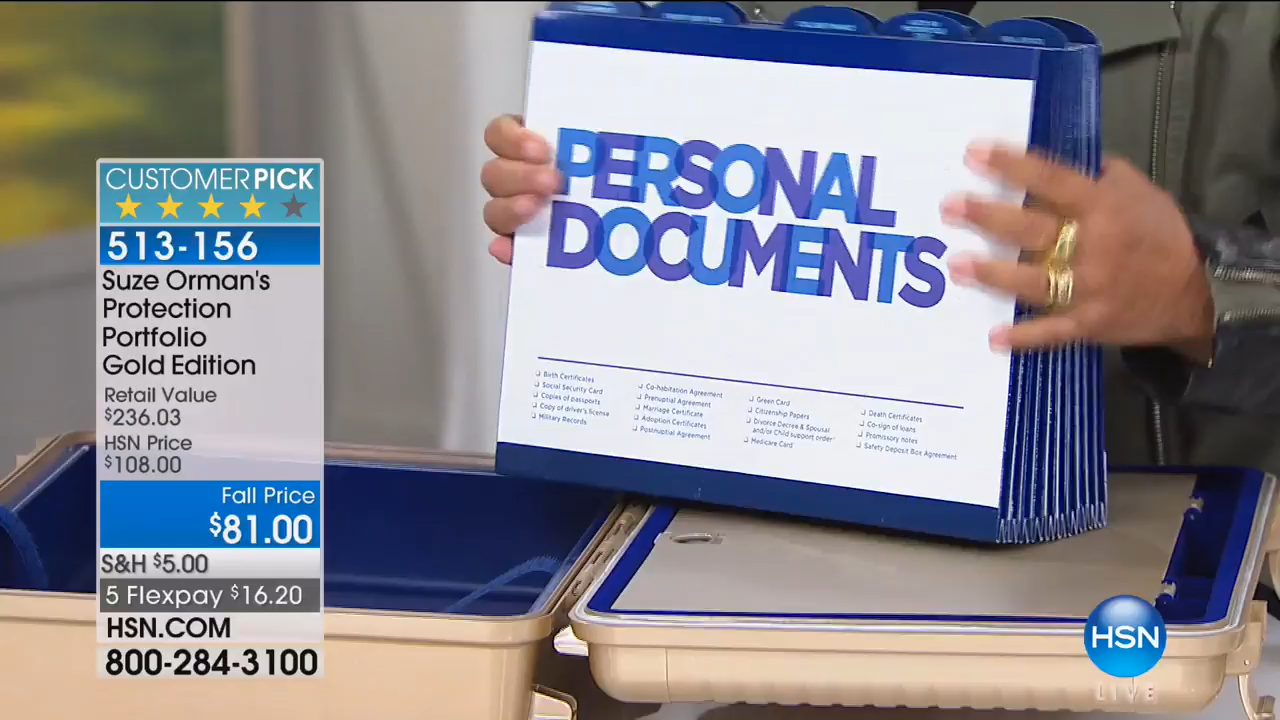 CUSTOMER PICK
513-156
Suze Orman's
Protection
Portfolio
Gold Edition
Retail Value
$236.03
HSN Price
$108.00
Fall Price
$81.00
S&H $5.00
5 Flexpay $16.20
HSN.COM
800-284-3100
PERSONAL
DOCUMENTS
Birth Certificates
Social Security Card
Copies of passports
Copy of driver's license
Military Records
Co-habitation Agreement
Prenuptial Agreement
Marriage Certificate
Adoption Certificates
Postnuptial Agreement
Green Card
Citizenship Papers
Divorce Decree & Spousal
and/or Child support order*
Medicare Card
Death Certificates
Co-sign of loans
Promissory notes
Safety Deposit Box Agreement
HSN
LIVE